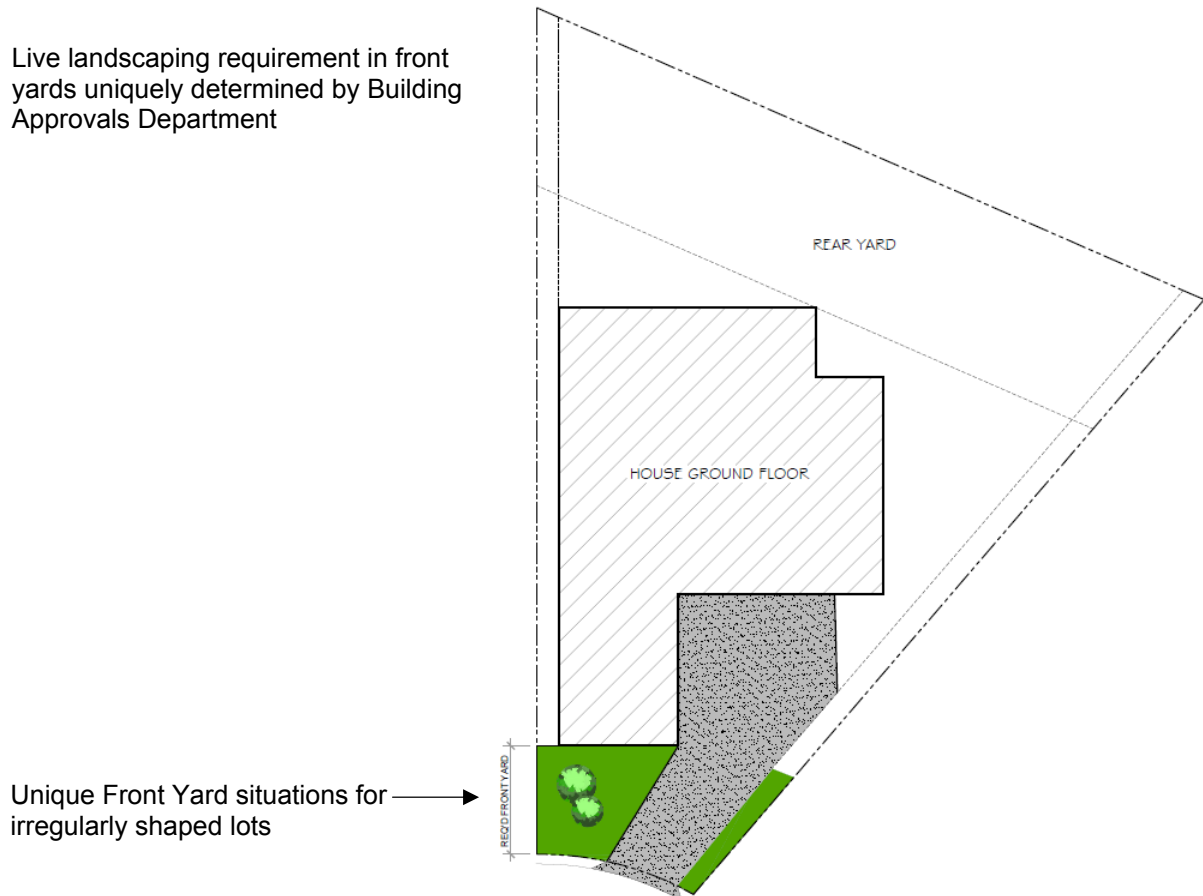 Live landscaping requirement in front
yards uniquely determined by Building
Approvals Department
REAR YARD
HOUSE GROUND FLOOR
REQ'D FRONT YARD
Unique Front Yard situations for
irregularly shaped lots